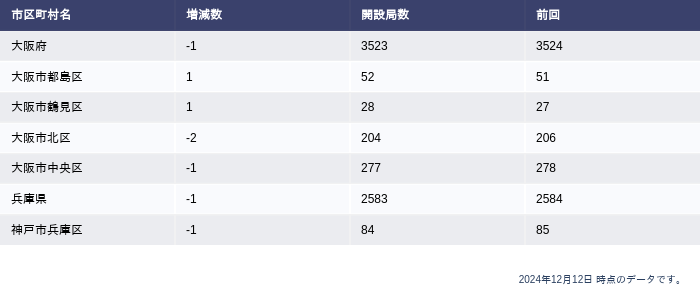 市区町村名 増減数 開設局数 前回
大阪府 -1 3523 3524
大阪市都島区 1 52 51
大阪市鶴見区 1 28 27
大阪市北区 -2 204 206
大阪市中央区 -1 277 278
兵庫県 -1 2583 2584
神戸市兵庫区 -1 84 85
2024年12月12日 時点のデータです。